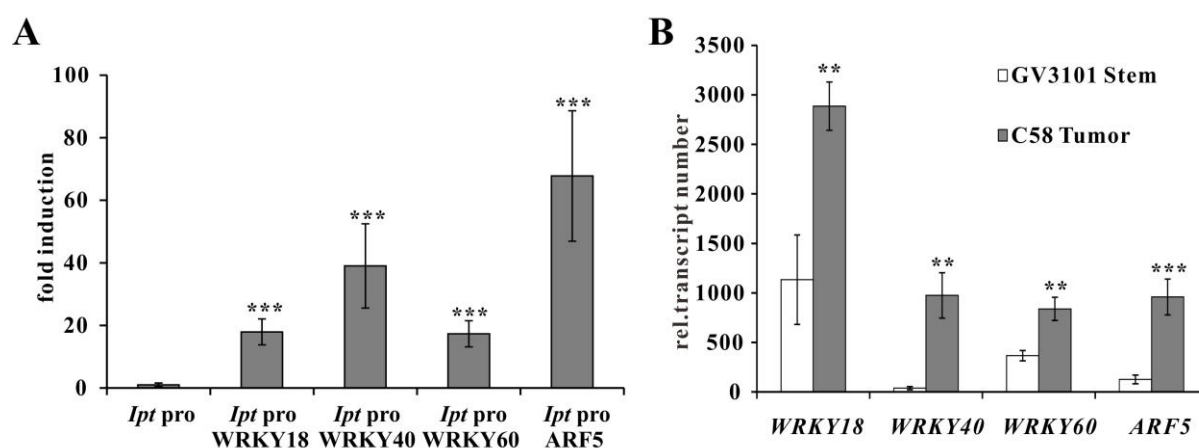 A
fold induction
100
80
60
40
20
0
***
***
***
***
Ipt pro
Ipt pro
WRKY18
Ipt pro
WRKY40
Ipt pro
WRKY60
Ipt pro
ARF5
B
rel.transcript number
3500
3000
2500
2000
1500
1000
500
0
**
**
**
***
GV3101 Stem
C58 Tumor
WRKY18
WRKY40
WRKY60
ARF5